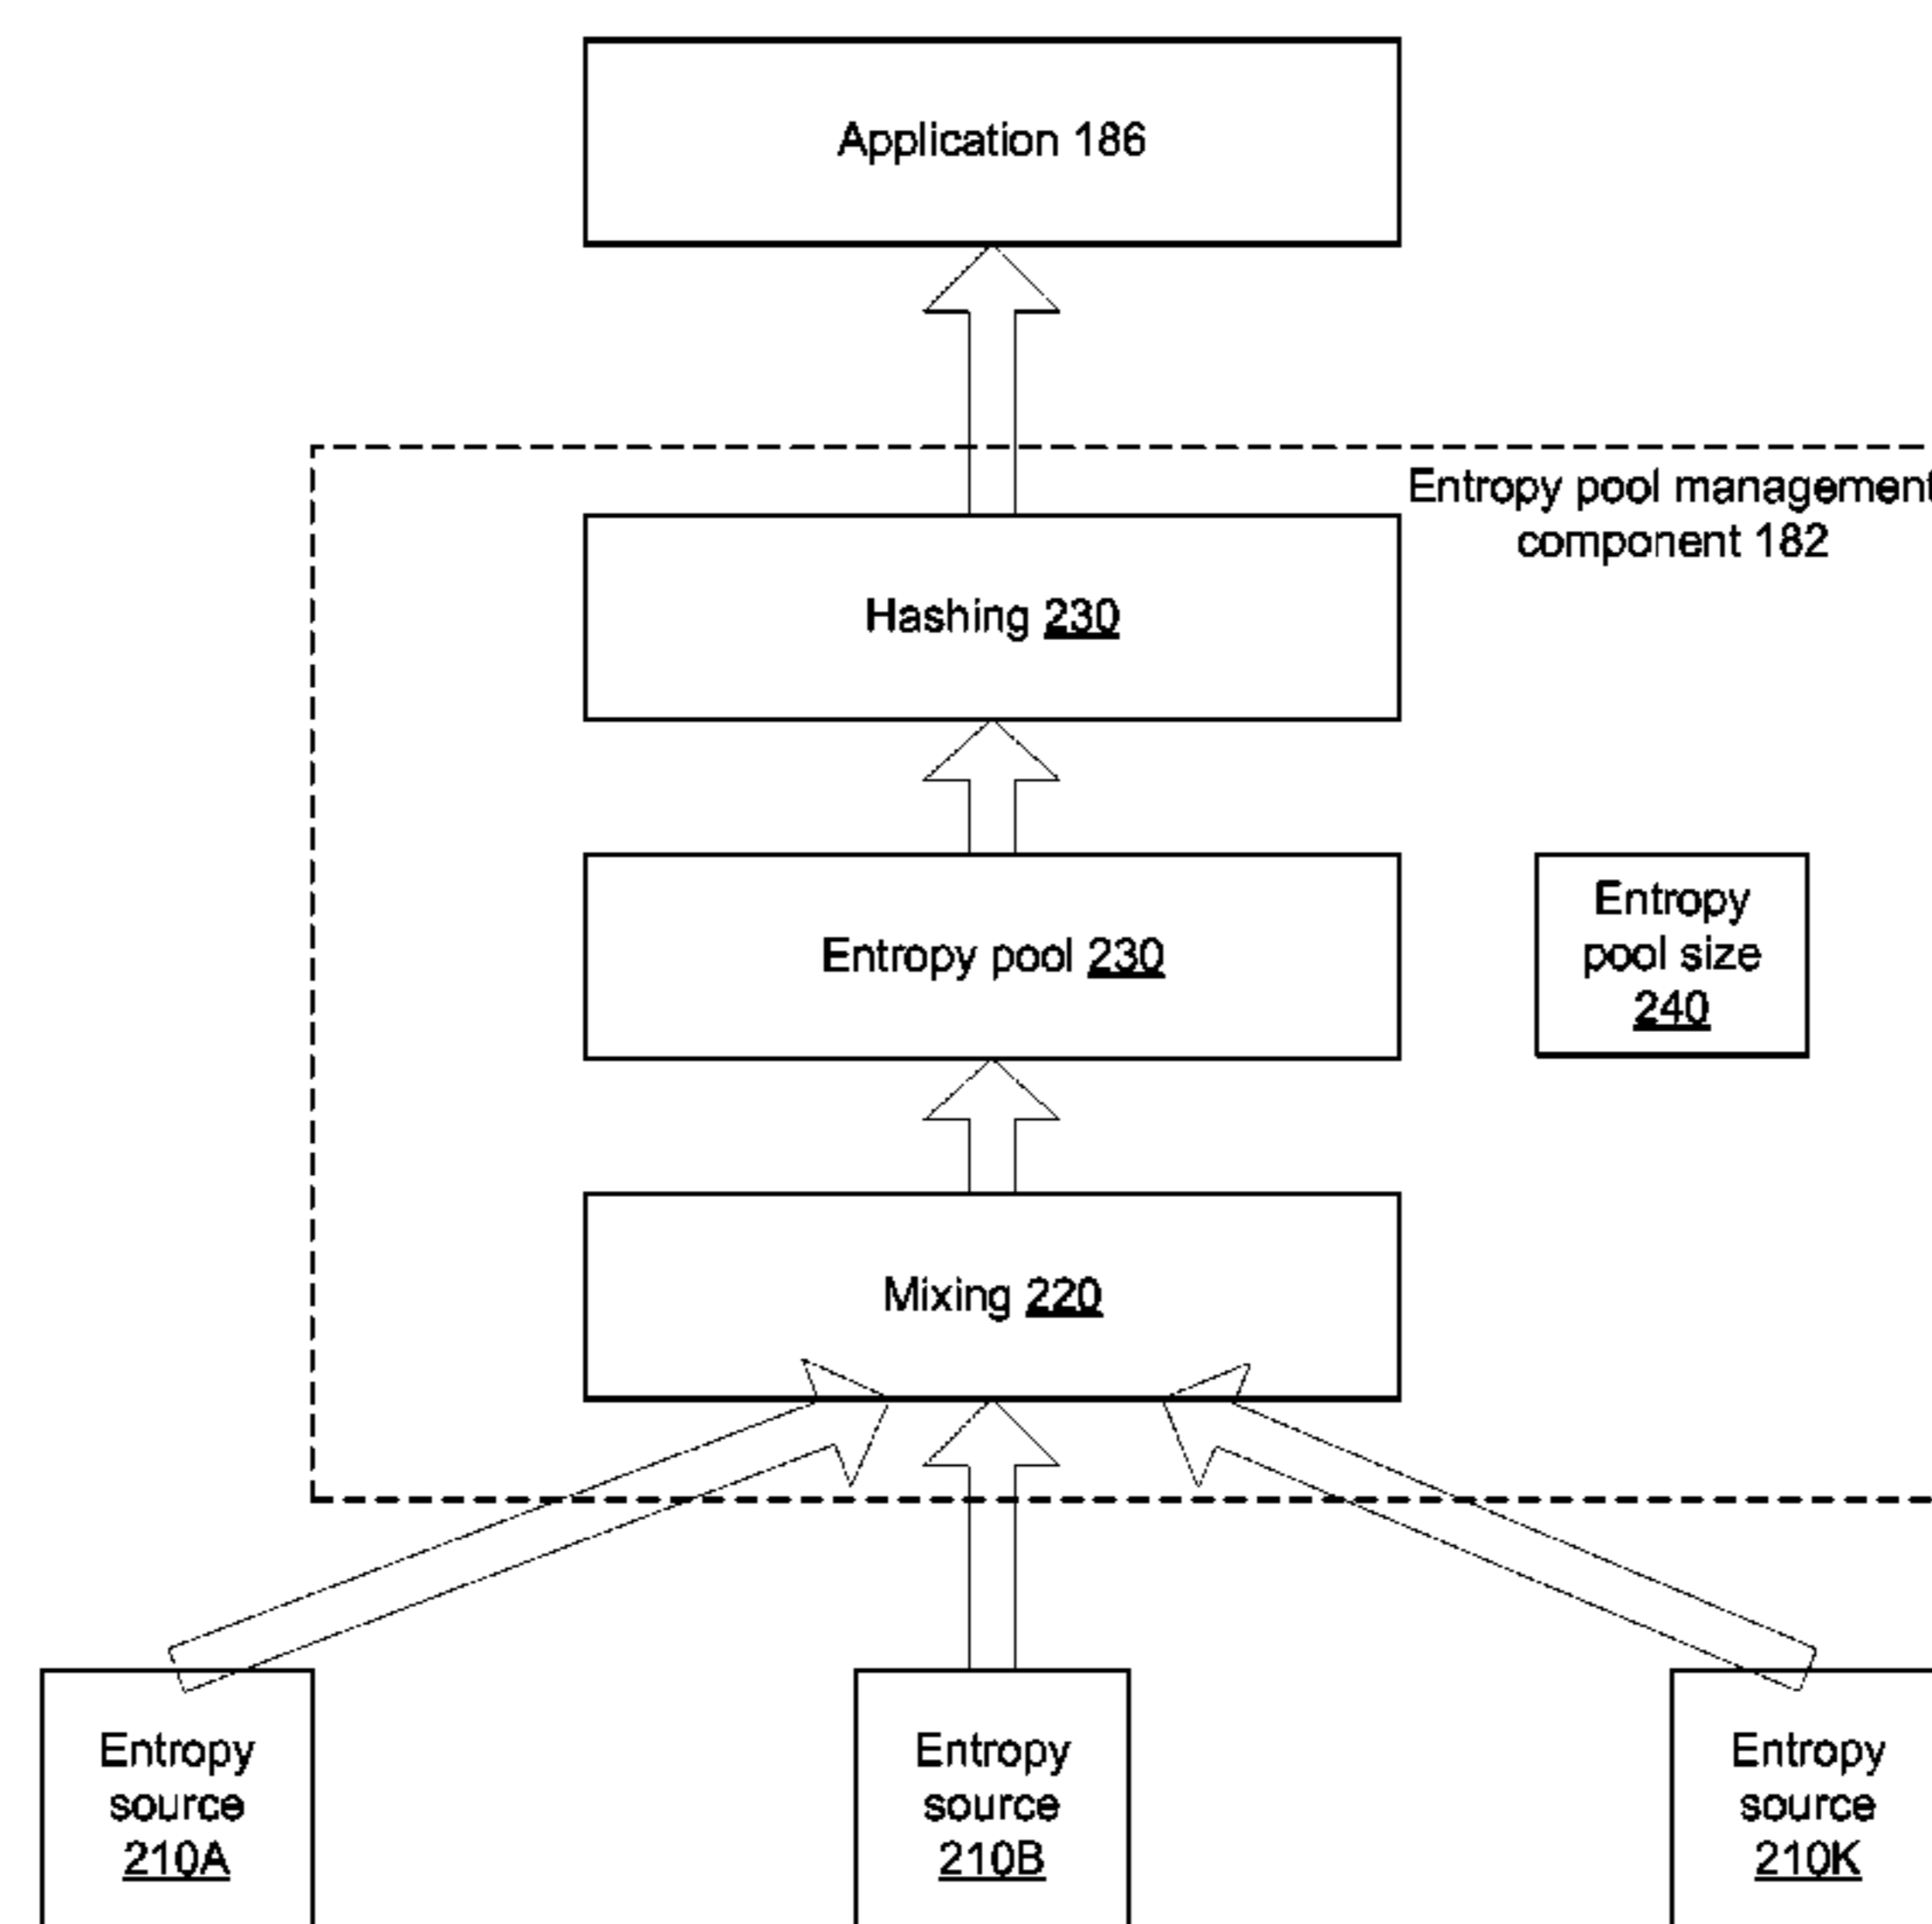 Application 186
Entropy pool management
component 182
Hashing 230
Entropy pool 230
Entropy
pool size
240
Mixing 220
Entropy
source
210A
Entropy
source
210B
Entropy
source
210K